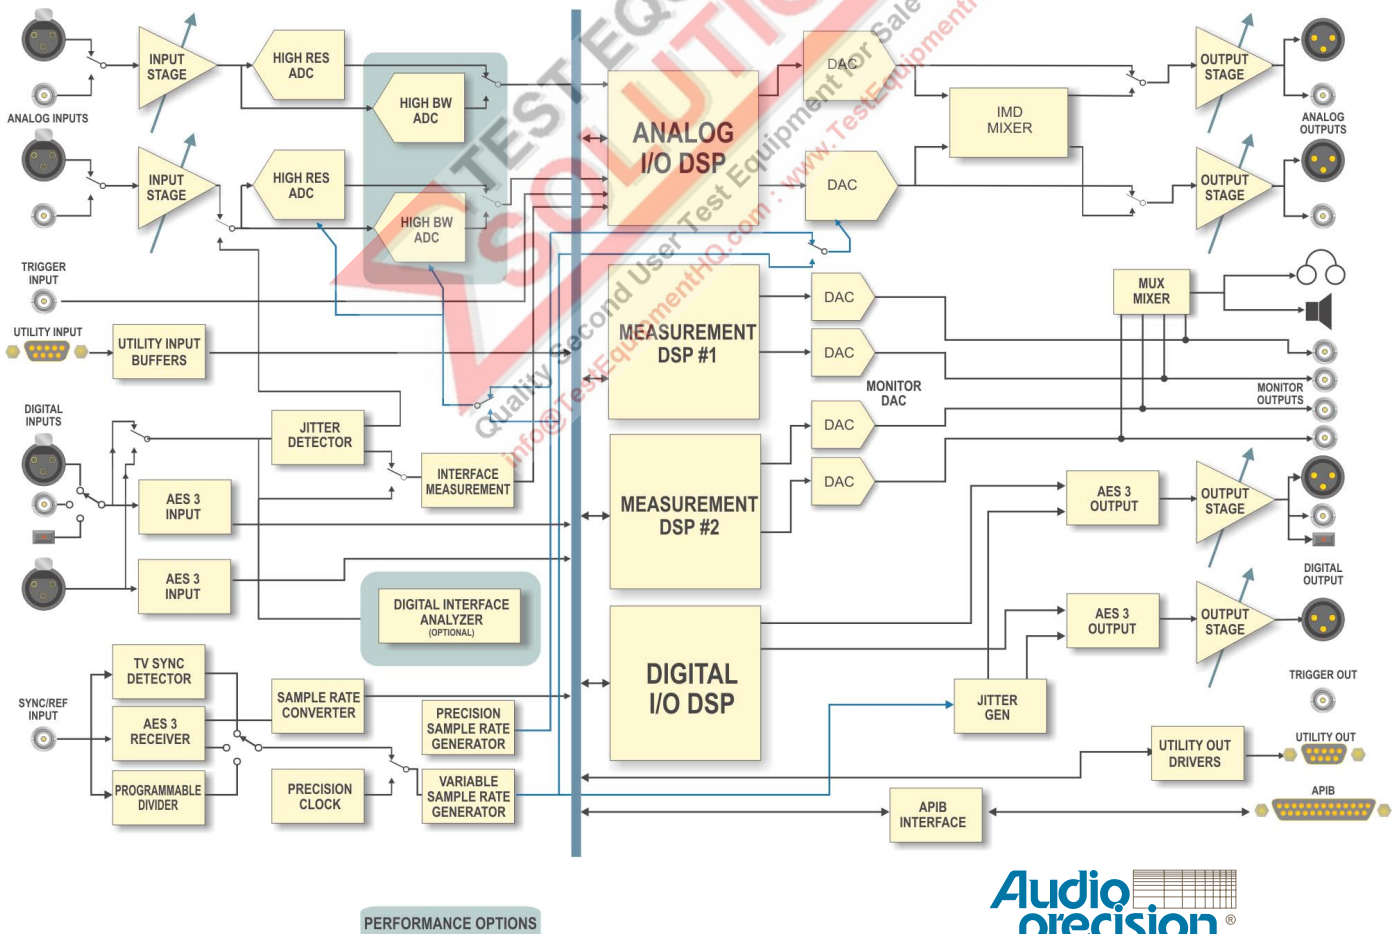 ANALOG INPUTS
INPUT
STAGE
HIGH RES
ADC
HIGH BW
ADC
INPUT
STAGE
HIGH RES
ADC
HIGH BW
ADC
TRIGGER
INPUT
UTILITY INPUT
UTILITY INPUT
BUFFERS
DIGITAL
INPUTS
JITTER
DETECTOR
INTERFACE
MEASUREMENT
AES 3
INPUT
AES 3
INPUT
DIGITAL INTERFACE
ANALYZER
(OPTIONAL)
SYNC/REF
INPUT
TV SYNC
DETECTOR
AES 3
RECEIVER
PROGRAMMABLE
DIVIDER
SAMPLE RATE
CONVERTER
PRECISION
CLOCK
PRECISION
SAMPLE RATE
GENERATOR
VARIABLE
SAMPLE RATE
GENERATOR
ANALOG
I/O DSP
MEASUREMENT
DSP #1
MEASUREMENT
DSP #2
DIGITAL
I/O DSP
DAC
DAC
IMD
MIXER
OUTPUT
STAGE
OUTPUT
STAGE
ANALOG
OUTPUTS
DAC
DAC
MONITOR
DAC
DAC
DAC
MUX
MIXER
MONITOR
OUTPUTS
AES 3
OUTPUT
AES 3
OUTPUT
OUTPUT
STAGE
OUTPUT
STAGE
DIGITAL
OUTPUT
JITTER
GEN
TRIGGER OUT
UTILITY OUT
DRIVERS
UTILITY OUT
APIB
INTERFACE
APIB
PERFORMANCE OPTIONS
Audio
precision ®
TEST EQU
SOLUTI
Quality Second User Test Equipment for Sale
info@TestEquipmentHQ.com : www.TestEquipment